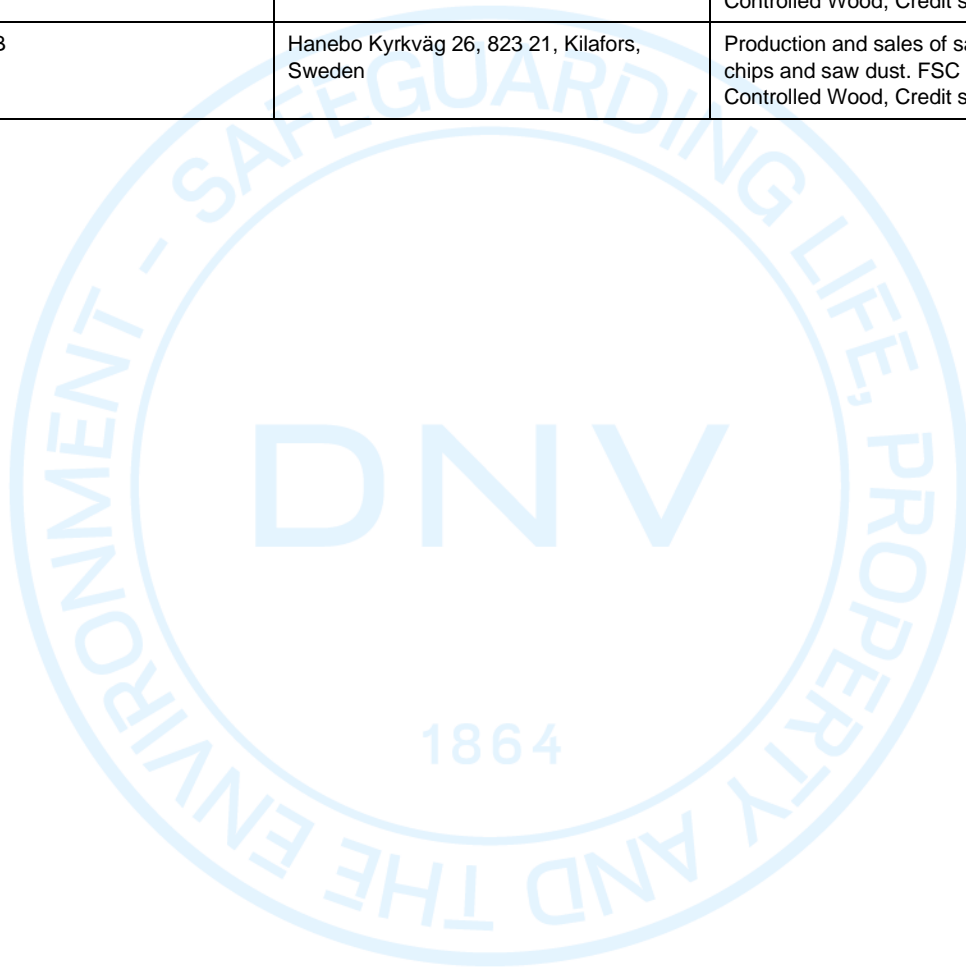 Controlled Wood, Credit s
B
Hanebo Kyrkväg 26, 823 21, Kilafors,
Sweden
Production and sales of sa
chips and saw dust. FSC
Controlled Wood, Credit s
SAFEGUARDING LIFE, PROPERTY AND THE ENVIRONMENT -
DNV
1864